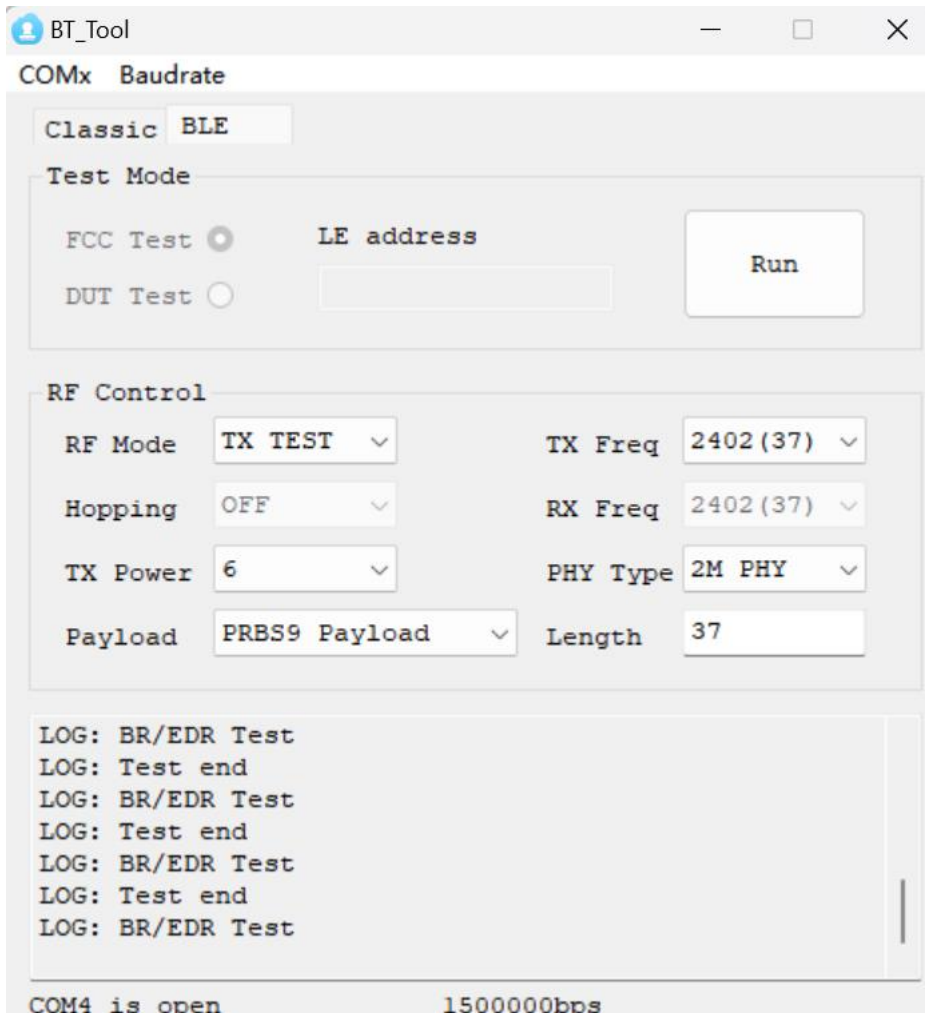 BT_Tool
COMx Baudrate
Classic BLE
Test Mode
FCC Test LE address
Run
DUT Test
RF Control
RF Mode TX TEST TX Freq 2402(37)
Hopping OFF RX Freq 2402(37)
TX Power 6 PHY Type 2M PHY
Payload PRBS9 Payload Length 37
LOG: BR/EDR Test
LOG: Test end
LOG: BR/EDR Test
LOG: Test end
LOG: BR/EDR Test
LOG: Test end
LOG: BR/EDR Test
COM4 is open 1500000bps